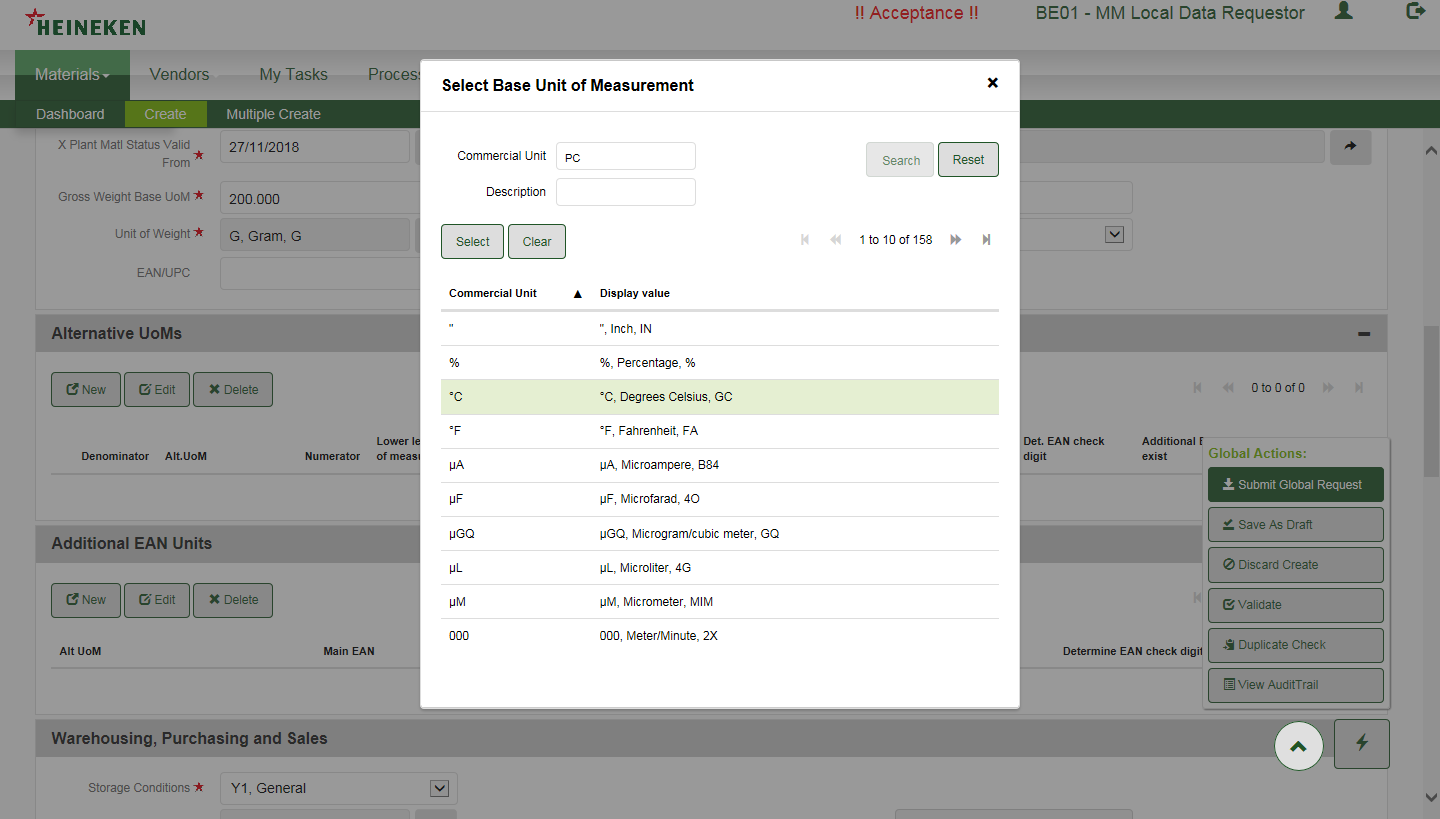 HEINEKEN
!! Acceptance !!
BE01 - MM Local Data Requestor
Materials
Vendors
My Tasks
Process
Dashboard
Create
Multiple Create
X Plant Matl Status Valid
From
27/11/2018
Gross Weight Base UoM
200.000
Unit of Weight
G, Gram, G
EAN/UPC
Select Base Unit of Measurement
Commercial Unit
PC
Search
Reset
Description
Select
Clear
1 to 10 of 158
Commercial Unit ▲ Display value
" ", Inch, IN
% %, Percentage, %
°C °C, Degrees Celsius, GC
°F °F, Fahrenheit, FA
µA µA, Microampere, B84
µF µF, Microfarad, 4O
µGQ µGQ, Microgram/cubic meter, GQ
µL µL, Microliter, 4G
µM µM, Micrometer, MIM
000 000, Meter/Minute, 2X
Alternative UoMs
New
Edit
Delete
0 to 0 of 0
Denominator
Alt.UoM
Numerator
Lower le
of measu
Det. EAN check
digit
Additional E
exist
Additional EAN Units
New
Edit
Delete
Alt UoM
Main EAN
Determine EAN check digit
Global Actions:
Submit Global Request
Save As Draft
Discard Create
Validate
Duplicate Check
View AuditTrail
Warehousing, Purchasing and Sales
Storage Conditions
Y1, General